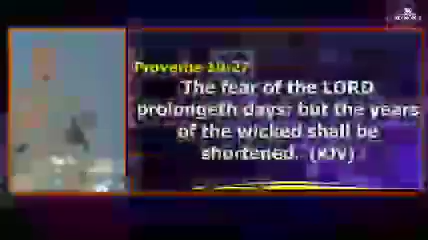 Proverbs 10:27
The fear of the LORD
prolongeth days: but the years
of the wicked shall be
shortened. (KJV)